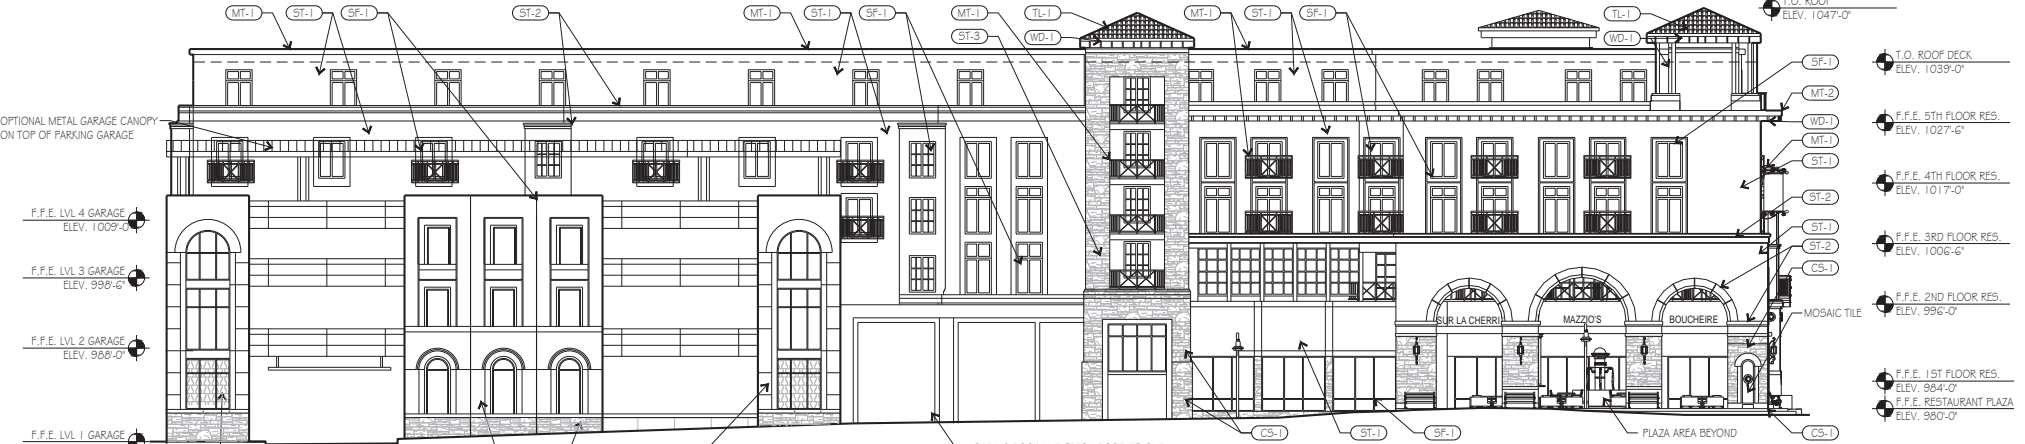 MT-1 ST-1 SF-1 ST-2 MT-1 ST-1 SF-1 MT-1 TL-1 MT-1 ST-1 SF-1 TL-1
T.O. ROOF
ELEV. 1047'-0"
ST-3 WD-1 WD-1
SF-1
T.O. ROOF DECK
ELEV. 1039'-0"
MT-2
OPTIONAL METAL GARAGE CANOPY
ON TOP OF PARKING GARAGE
WD-1
F.F.E. 5TH FLOOR RES.
ELEV. 1027'-6"
MT-1
ST-1
F.F.E. 4TH FLOOR RES.
ELEV. 1017'-0"
ST-2
F.F.E. LVL 4 GARAGE
ELEV. 1009'-0"
ST-1
ST-2
F.F.E. 3RD FLOOR RES.
ELEV. 1006'-6"
CS-1
F.F.E. LVL 3 GARAGE
ELEV. 998'-6"
F.F.E. 2ND FLOOR RES.
ELEV. 996'-0"
MOSAIC TILE
SUR LA CHERRI MAZZIO'S BOUCHEIRE
F.F.E. LVL 2 GARAGE
ELEV. 988'-0"
F.F.E. 1ST FLOOR RES.
ELEV. 984'-0"
F.F.E. RESTAURANT PLAZA
ELEV. 980'-0"
F.F.E. LVL 1 GARAGE
CS-1 ST-1 SF-1 PLAZA AREA BEYOND CS-1